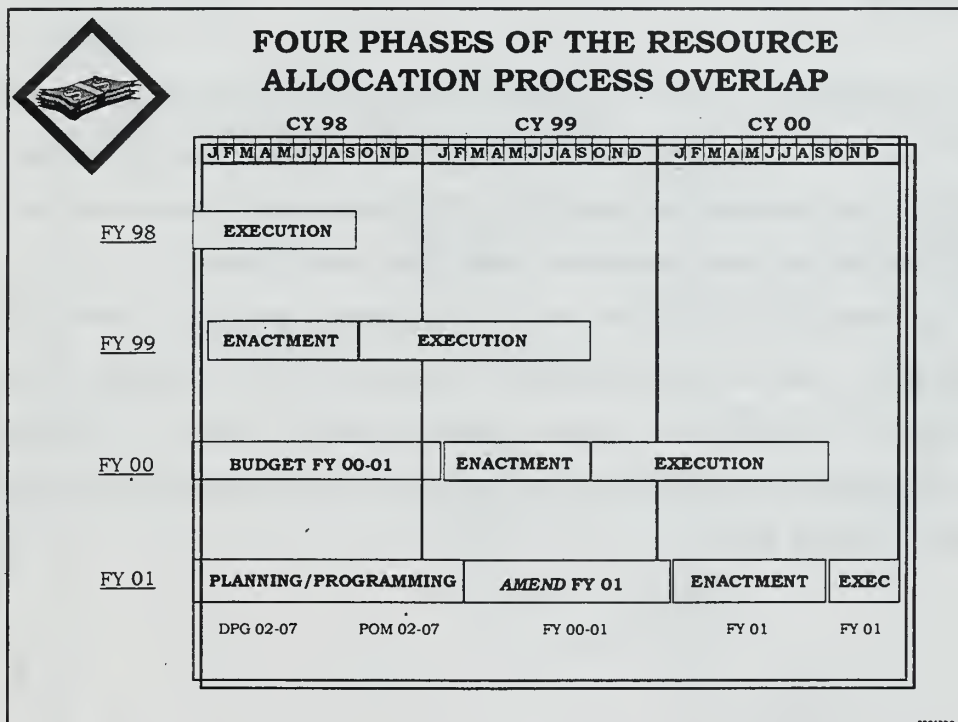 FOUR PHASES OF THE RESOURCE
ALLOCATION PROCESS OVERLAP
CY 98 CY 99 CY 00
J F M A M J J A S O N D J F M A M J J A S O N D J F M A M J J A S O N D
FY 98 EXECUTION
FY 99 ENACTMENT EXECUTION
FY 00 BUDGET FY 00-01 ENACTMENT EXECUTION
FY 01 PLANNING/PROGRAMMING AMEND FY 01 ENACTMENT EXEC
DPG 02-07 POM 02-07 FY 00-01 FY 01 FY 01